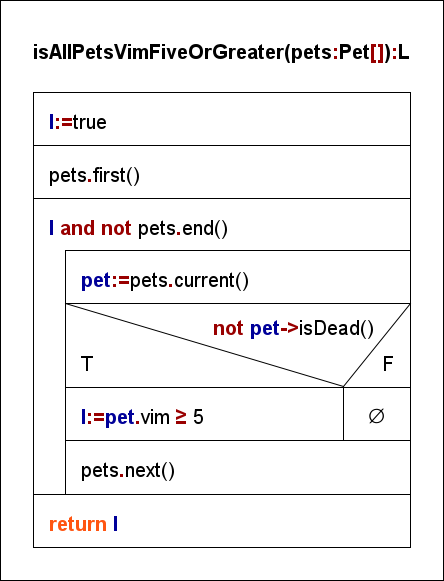 isAllPetsVimFiveOrGreater(pets:Pet[]):L
l:=true
pets.first()
l and not pets.end()
pet:=pets.current()
not pet->isDead()
T F
l:=pet.vim ≥ 5 ∅
pets.next()
return l